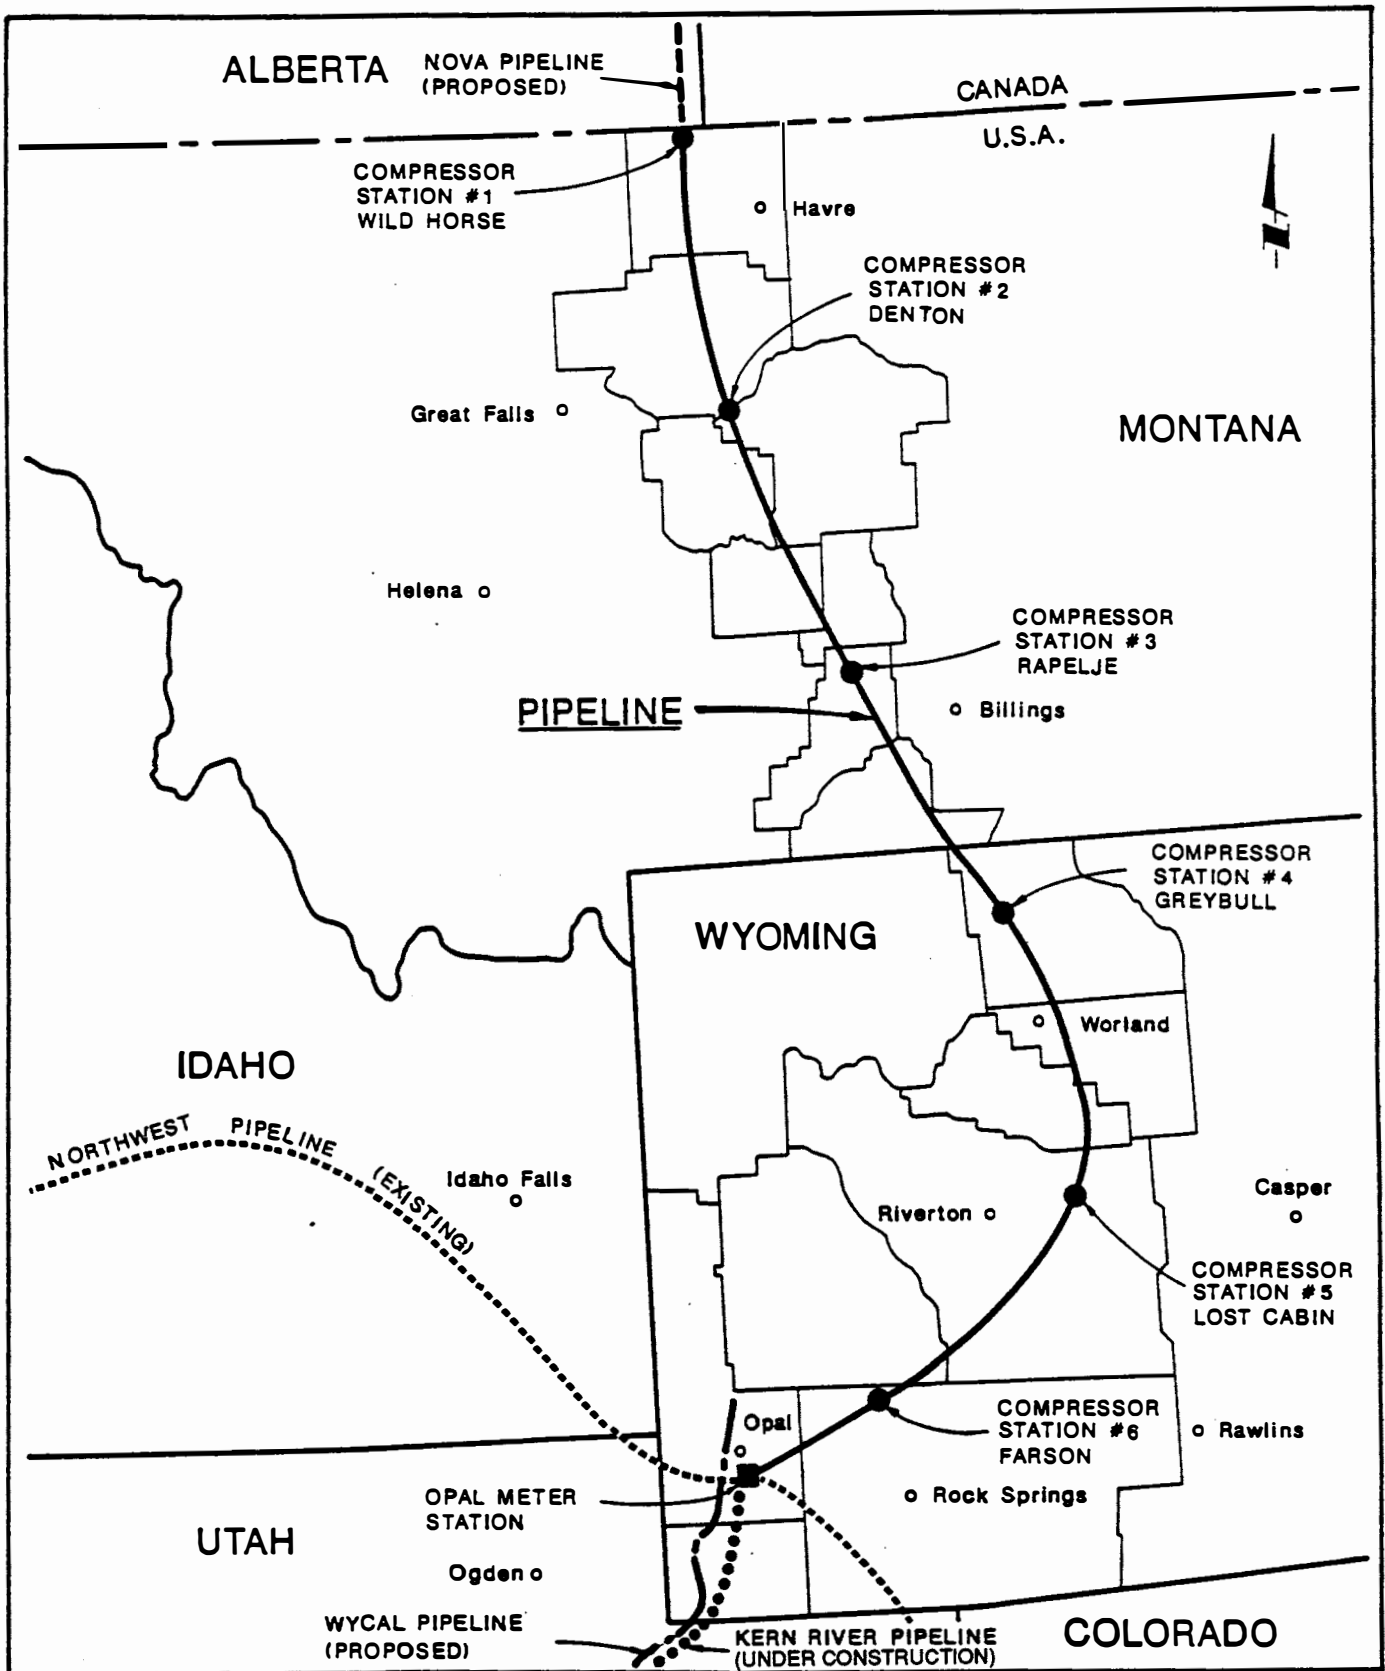 ALBERTA
NOVA PIPELINE
(PROPOSED)
CANADA
U.S.A.
COMPRESSOR
STATION #1
WILD HORSE
Havre
N
COMPRESSOR
STATION #2
DENTON
Great Falls
MONTANA
Helena
COMPRESSOR
STATION #3
RAPELJE
PIPELINE
Billings
COMPRESSOR
STATION #4
GREYBULL
WYOMING
Worland
IDAHO
NORTHWEST PIPELINE (EXISTING)
Idaho Falls
Casper
Riverton
COMPRESSOR
STATION #5
LOST CABIN
COMPRESSOR
STATION #6
FARSON
Opal
Rawlins
OPAL METER
STATION
Rock Springs
UTAH
Ogden
WYCAL PIPELINE
(PROPOSED)
KERN RIVER PIPELINE
(UNDER CONSTRUCTION)
COLORADO